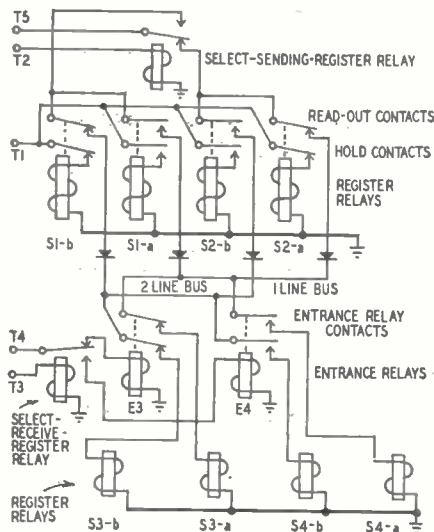 T5
T2
SELECT-SENDING-REGISTER RELAY
READ-OUT CONTACTS
T1
HOLD CONTACTS
REGISTER
RELAYS
S1-b S1-a S2-b S2-a
2 LINE BUS 1 LINE BUS
ENTRANCE RELAY
CONTACTS
T4
T3
ENTRANCE RELAYS
E3 E4
SELECT-
RECEIVE-
REGISTER
RELAY
REGISTER
RELAYS
S3-b S3-a S4-b S4-a